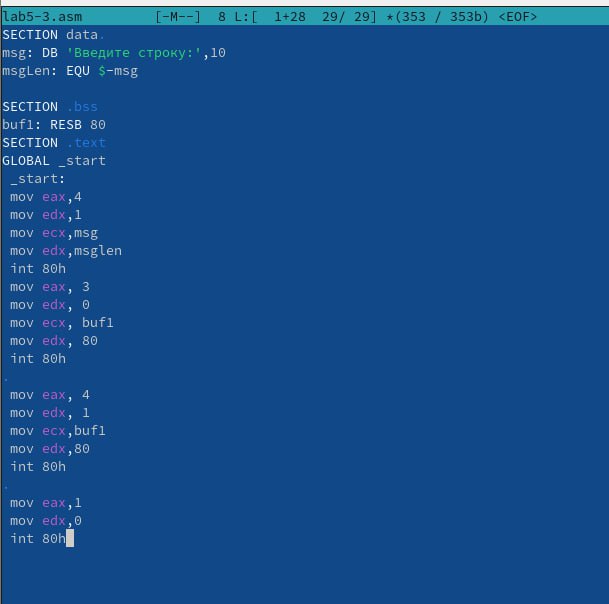 lab5-3.asm [-M--] 8 L:[ 1+28 29/ 29] *(353 / 353b) <EOF>
SECTION data.
msg: DB 'Введите строку:',10
msgLen: EQU $-msg
SECTION .bss
buf1: RESB 80
SECTION .text
GLOBAL _start
_start:
mov eax,4
mov edx,1
mov ecx,msg
mov edx,msglen
int 80h
mov eax, 3
mov edx, 0
mov ecx, buf1
mov edx, 80
int 80h
.
mov eax, 4
mov edx, 1
mov ecx,buf1
mov edx,80
int 80h
.
mov eax,1
mov edx,0
int 80h